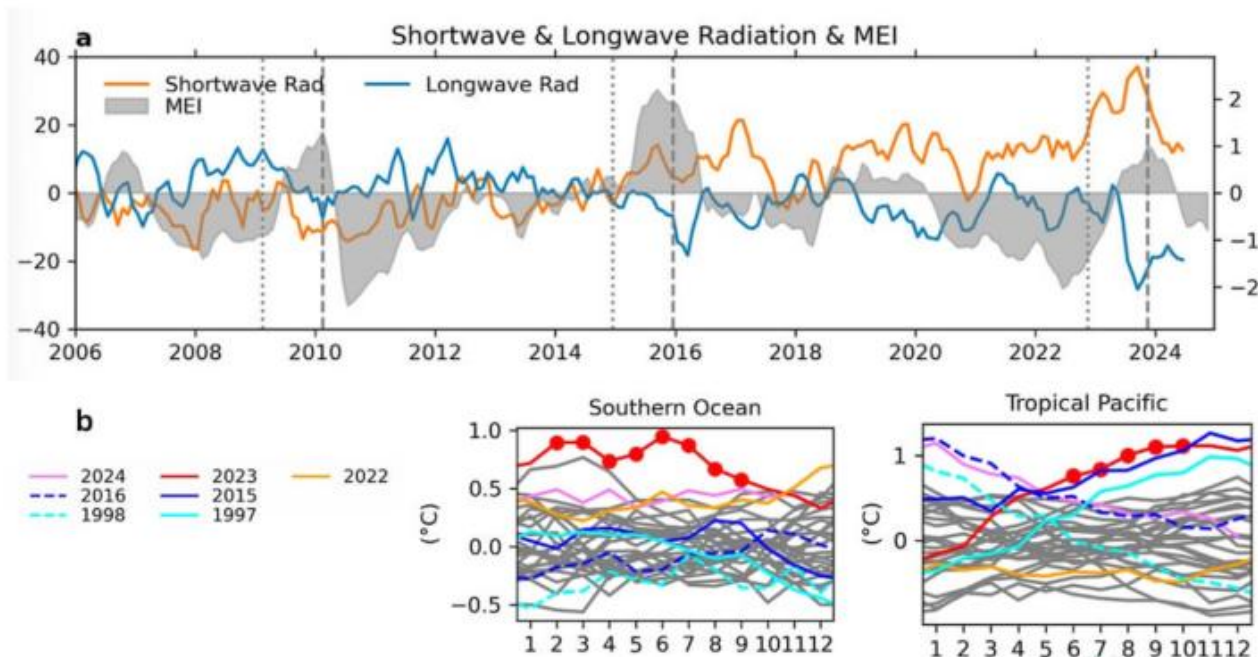 a
Shortwave & Longwave Radiation & MEI
40
20
0
−20
−40
Shortwave Rad
Longwave Rad
MEI
2
1
0
−1
−2
2006 2008 2010 2012 2014 2016 2018 2020 2022 2024
b
2024 2023 2022
2016 2015
1998 1997
Southern Ocean
(°C)
1.0
0.5
0.0
−0.5
1 2 3 4 5 6 7 8 9 10 11 12
Tropical Pacific
(°C)
1
0
1 2 3 4 5 6 7 8 9 10 11 12